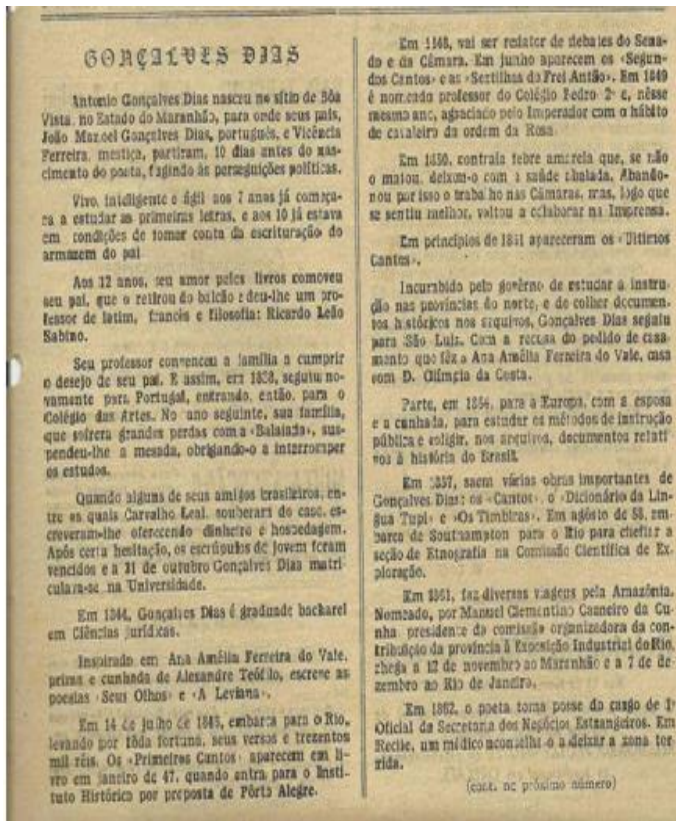 GONÇALVES DIAS
Antonio Gonçalves Dias nasceu no sítio de Bôa
Vista, no Estado do Maranhão, para onde seus pais,
João Manoel Gonçalves Dias, português, e Vicência
Ferreira, mestiça, partiram, 10 dias antes do nas-
cimento do poeta, fugindo às perseguições políticas.
Vivo, inteligente e ágil aos 7 anos já começa-
va a estudar as primeiras letras, e aos 10 já estava
em condições de tomar conta da escrituração do
armazem do pai
Aos 12 anos, seu amor pelos livros comoveu
seu pai, que o retirou do balcão e deu-lhe um pro-
fessor de latim, francês e filosofia: Ricardo Leão
Sabino.
Seu professor convenceu a família a cumprir
o desejo de seu pai. E assim, em 1838, seguiu no-
vamente para Portugal, entrando, então, para o
Colégio das Artes. No ano seguinte, sua família,
que sofrera grandes perdas com a «Balaiada», sus-
pendeu-lhe a mesada, obrigando-o a interromper
os estudos.
Quando alguns de seus amigos brasileiros, en-
tre os quais Carvalho Leal, souberam do caso, es-
creveram-lhe oferecendo dinheiro e hospedagem.
Após certa hesitação, os escrúpulos do jovem foram
vencidos e a 31 de outubro Gonçalves Dias matri-
culara-se na Universidade.
Em 1844, Gonçalves Dias é graduado bacharel
em Ciências jurídicas.
Inspirado em Ana Amélia Ferreira do Vale,
prima e cunhada de Alexandre Teófilo, escreve as
poesias «Seus Olhos» e «A Leviana».
Em 14 de julho de 1845, embarca para o Rio,
levando por tôda fortuna, seus versos e trezentos
mil réis. Os «Primeiros Cantos» aparecem em li-
vro em janeiro de 47, quando entra para o Insti-
tuto Histórico por proposta de Pôrto Alegre.
Em 1848, vai ser redator de debates do Sena-
do e da Câmara. Em junho aparecem os «Segun-
dos Cantos» e as «Sextilhas do Frei Antão». Em 1849
é nomeado professor do Colégio Pedro 2º e, nêsse
mesmo ano, agraciado pelo Imperador com o hábito
de cavaleiro da ordem da Rosa.
Em 1850, contraiu febre amarela que, se não
o matou, deixou-o com a saúde abalada. Abando-
nou por isso o trabalho nas Câmaras, mas, logo que
se sentiu melhor, voltou a colaborar na Imprensa.
Em princípios de 1851 apareceram os «Ultimos
Cantos».
Incumbido pelo govêrno de estudar a instru-
ção nas províncias do norte, e de colher documen-
tos históricos nos arquivos, Gonçalves Dias seguiu
para São Luiz. Com a recusa do pedido de casa-
mento que fêz a Ana Amélia Ferreira do Vale, casa
com D. Olímpia da Costa.
Parte, em 1854, para a Europa, com a esposa
e a cunhada, para estudar os métodos de instrução
pública e coligir, nos arquivos, documentos relati-
vos à história do Brasil.
Em 1857, saem várias obras importantes de
Gonçalves Dias: os «Cantos», o «Dicionário da Lin-
gua Tupi» e «Os Timbiras». Em agôsto de 58, em-
barca de Southampton para o Rio para chefiar a
seção de Etnografia na Comissão Científica de Ex-
ploração.
Em 1861, faz diversas viagens pela Amazônia.
Nomeado, por Manuel Clementino Carneiro da Cu-
nha presidente da comissão organizadora da con-
tribuição da província à Exposição Industrial do Rio,
chega a 12 de novembro ao Maranhão e a 7 de de-
zembro ao Rio de Janeiro.
Em 1862, o poeta toma posse do cargo de 1º
Oficial da Secretaria dos Negócios Estrangeiros. Em
Recife, um médico aconselha-o a deixar a zona tor-
rida.
(cont. no próximo número)